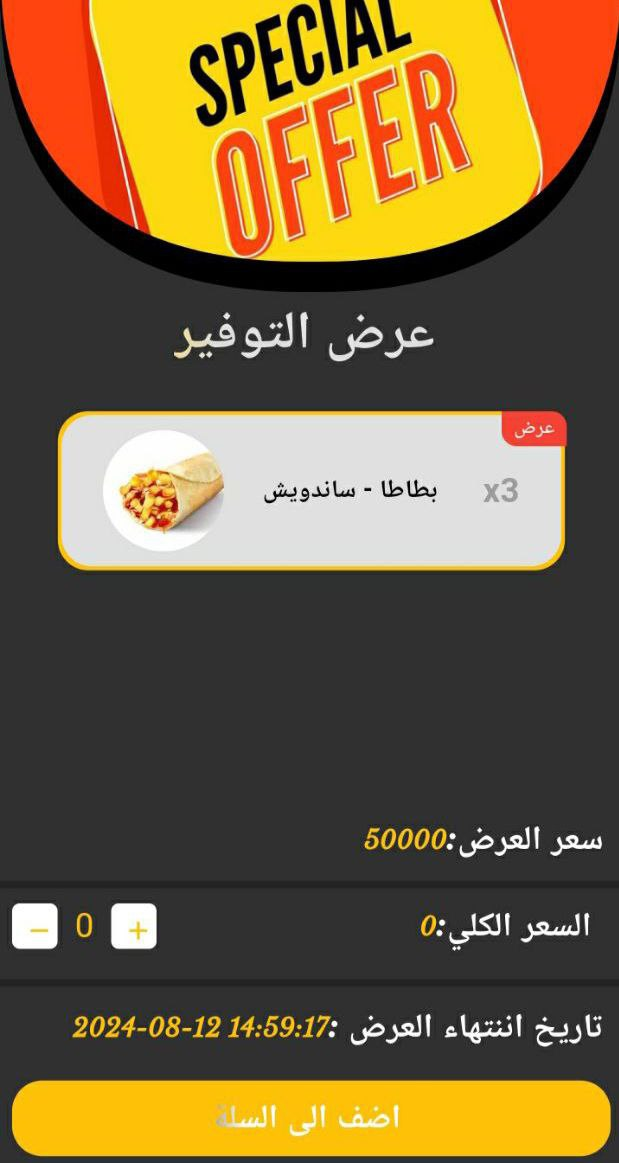 SPECIAL
OFFER
عرض التوفير
عرض
x3 بطاطا - ساندويش
سعر العرض:50000
السعر الكلي:0
+ 0 −
تاريخ اننتهاء العرض :2024-08-12 14:59:17
اضف الى السلة